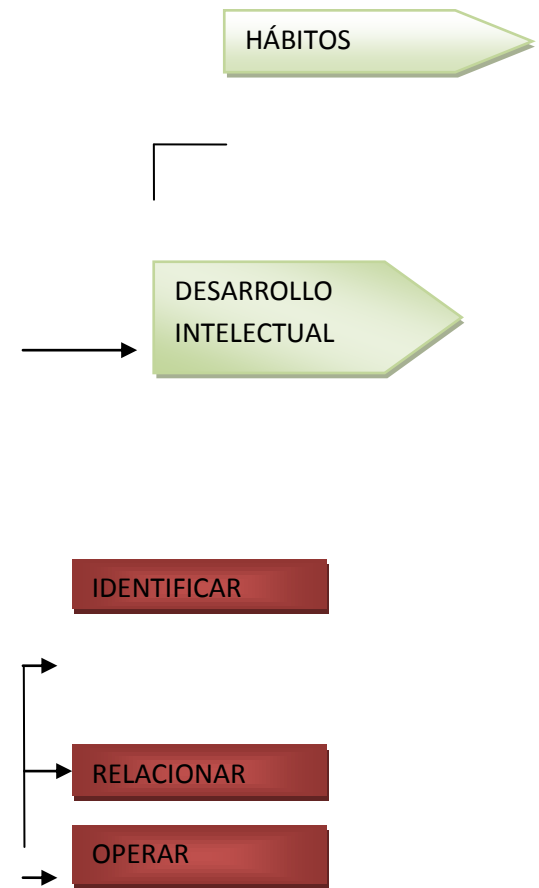 HÁBITOS
DESARROLLO
INTELECTUAL
IDENTIFICAR
RELACIONAR
OPERAR